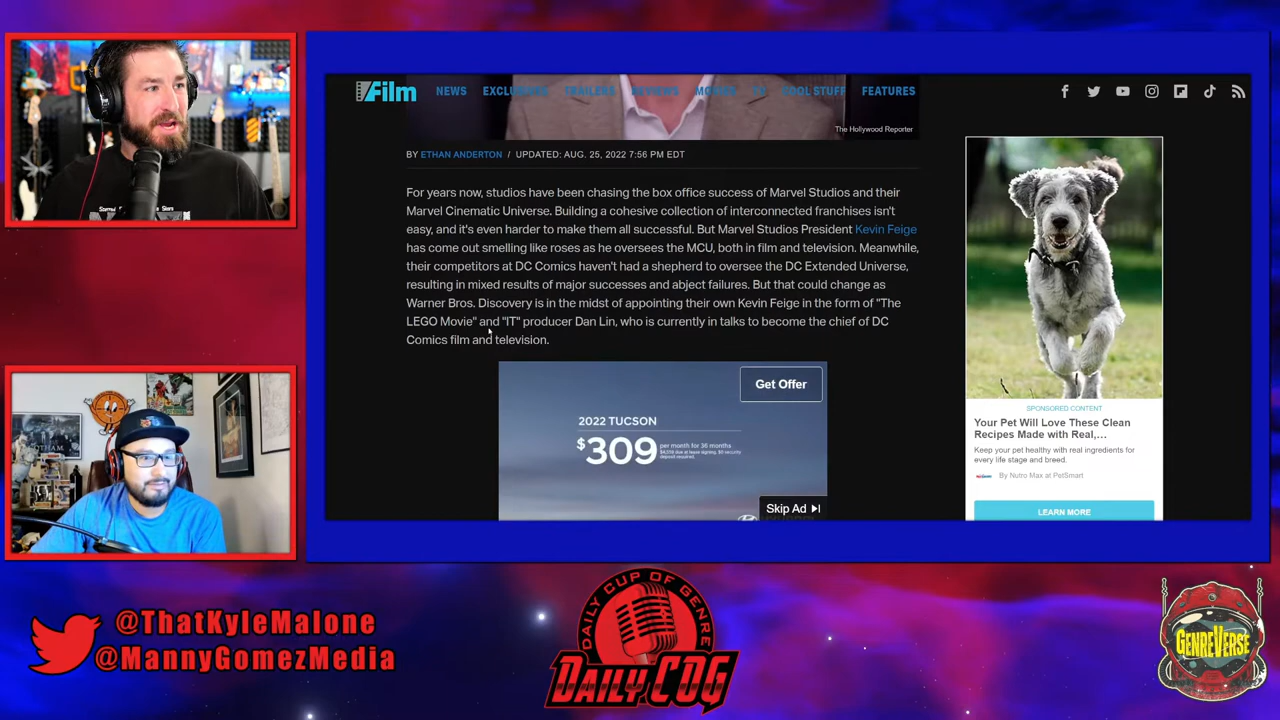 /Film
NEWS
EXCLUSIVES
TRAILERS
REVIEWS
MOVIES
TV
COOL STUFF
FEATURES
The Hollywood Reporter
BY ETHAN ANDERTON / UPDATED: AUG. 25, 2022 7:56 PM EDT
For years now, studios have been chasing the box office success of Marvel Studios and their
Marvel Cinematic Universe. Building a cohesive collection of interconnected franchises isn't
easy, and it's even harder to make them all successful. But Marvel Studios President Kevin Feige
has come out smelling like roses as he oversees the MCU, both in film and television. Meanwhile,
their competitors at DC Comics haven't had a shepherd to oversee the DC Extended Universe,
resulting in mixed results of major successes and abject failures. But that could change as
Warner Bros. Discovery is in the midst of appointing their own Kevin Feige in the form of "The
LEGO Movie" and "IT" producer Dan Lin, who is currently in talks to become the chief of DC
Comics film and television.
Get Offer
2022 TUCSON
$309
per month for 36 months
Skip Ad
SPONSORED CONTENT
Your Pet Will Love These Clean
Recipes Made with Real,…
Keep your pet healthy with real ingredients for
every life stage and breed.
By Nutro Max at PetSmart
LEARN MORE
GOTHAM
@ThatKyleMalone
@MannyGomezMedia
DAILY CUP OF GENRE
DAILY COG
GENREVERSE